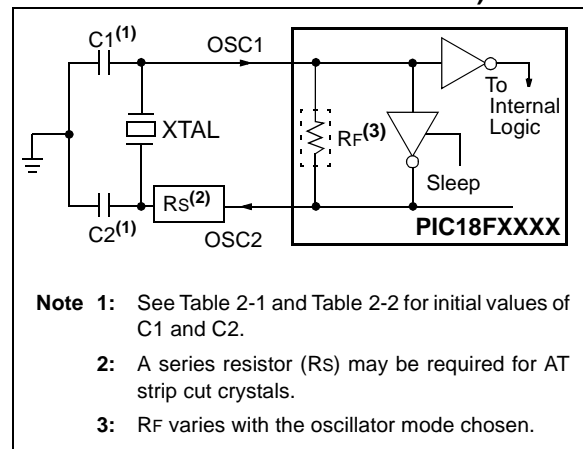 C1(1)
OSC1
To
Internal
Logic
XTAL
RF(3)
Sleep
RS(2)
C2(1)
OSC2
PIC18FXXXX
Note 1: See Table 2-1 and Table 2-2 for initial values of
C1 and C2.
2: A series resistor (RS) may be required for AT
strip cut crystals.
3: RF varies with the oscillator mode chosen.